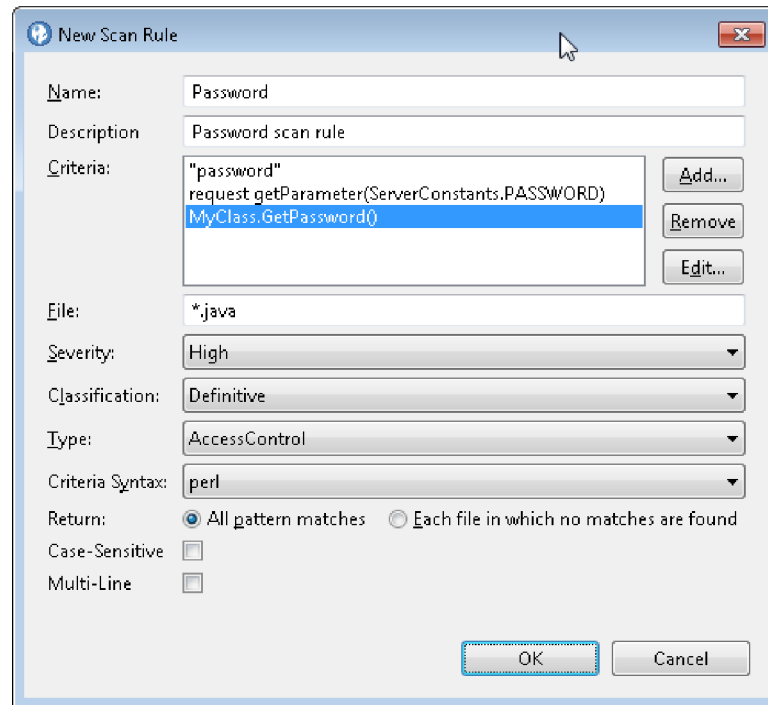 New Scan Rule
Name: Password
Description Password scan rule
Criteria: "password"
request getParameter(ServerConstants.PASSWORD)
MyClass.GetPassword()
Add...
Remove
Edit...
File: *.java
Severity: High
Classification: Definitive
Type: AccessControl
Criteria Syntax: perl
Return: All pattern matches Each file in which no matches are found
Case-Sensitive
Multi-Line
OK Cancel